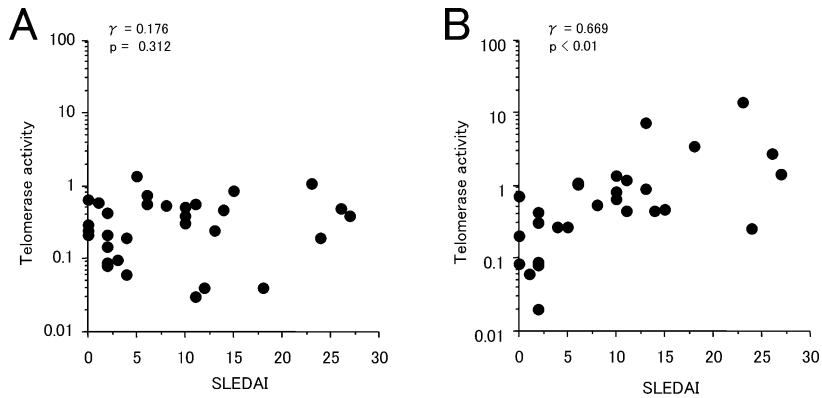 A
γ = 0.176
p = 0.312
100
10
1
0.1
0.01
Telomerase activity
0 5 10 15 20 25 30
SLEDAI
B
γ = 0.669
p < 0.01
100
10
1
0.1
0.01
Telomerase activity
0 5 10 15 20 25 30
SLEDAI